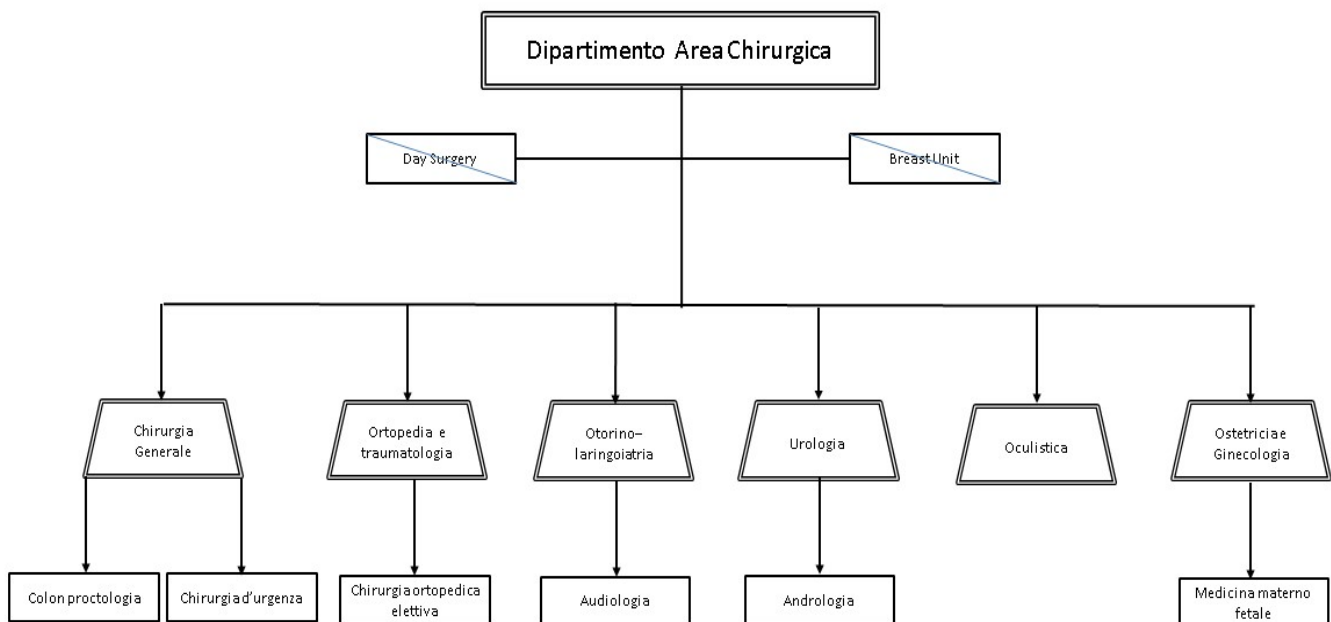 Dipartimento Area Chirurgica
Day Surgery
Breast Unit
Chirurgia
Generale
Ortopedia e
traumatologia
Otorino–
laringoiatria
Urologia
Oculistica
Ostetricia e
Ginecologia
Colon proctologia
Chirurgia d'urgenza
Chirurgia ortopedica
elettiva
Audiologia
Andrologia
Medicina materno
fetale